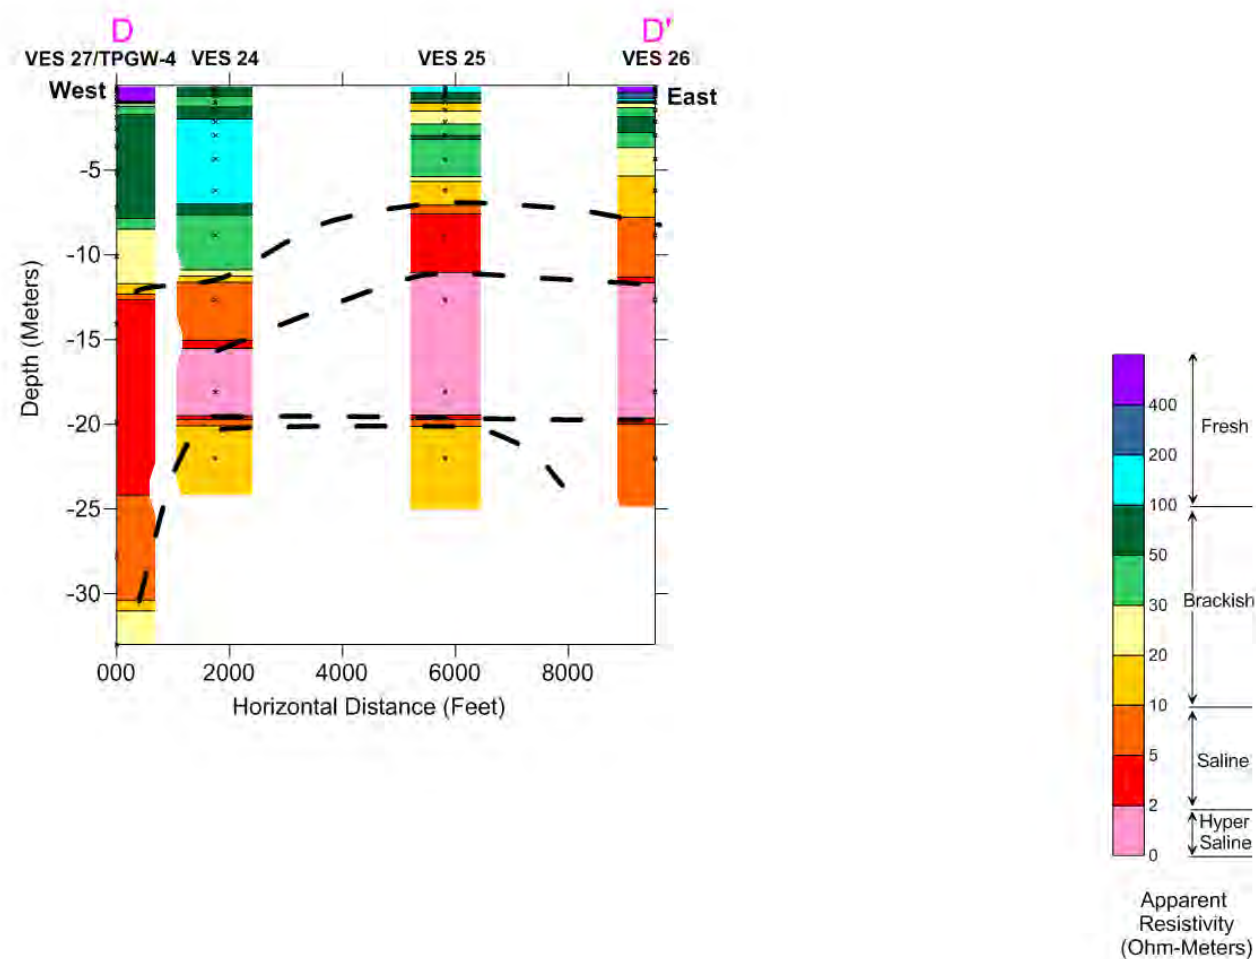 D
D'
VES 27/TPGW-4 VES 24 VES 25 VES 26
West
East
-5
-10
-15
-20
-25
-30
Depth (Meters)
000 2000 4000 6000 8000
Horizontal Distance (Feet)
400
200
100
50
30
20
10
5
2
0
Fresh
Brackish
Saline
Hyper
Saline
Apparent
Resistivity
(Ohm-Meters)